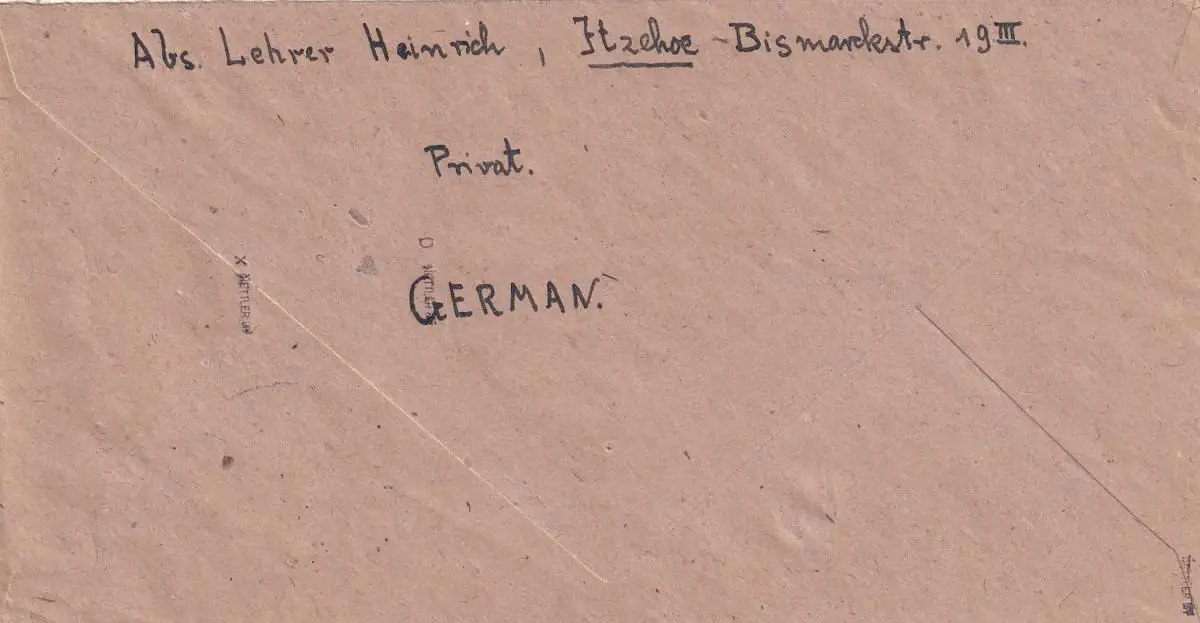 Abs. Lehrer Heinrich, Itzehoe - Bismarckstr. 19 III.
Privat.
GERMAN.